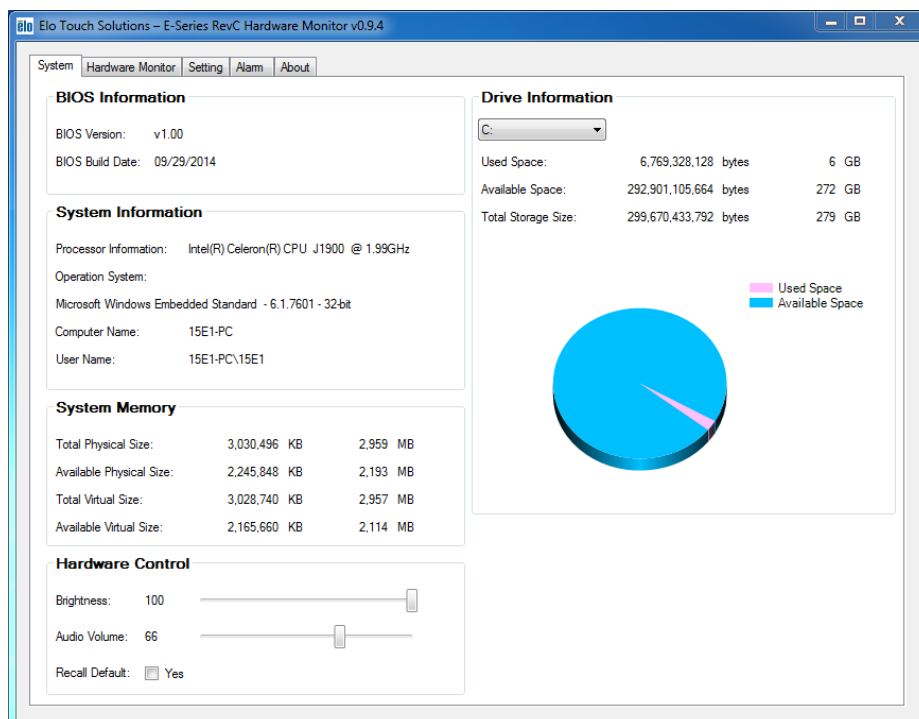 elo Elo Touch Solutions – E-Series RevC Hardware Monitor v0.9.4
System Hardware Monitor Setting Alarm About
BIOS Information
BIOS Version: v1.00
BIOS Build Date: 09/29/2014
System Information
Processor Information: Intel(R) Celeron(R) CPU J1900 @ 1.99GHz
Operation System:
Microsoft Windows Embedded Standard - 6.1.7601 - 32-bit
Computer Name: 15E1-PC
User Name: 15E1-PC\15E1
System Memory
Total Physical Size: 3,030,496 KB 2,959 MB
Available Physical Size: 2,245,848 KB 2,193 MB
Total Virtual Size: 3,028,740 KB 2,957 MB
Available Virtual Size: 2,165,660 KB 2,114 MB
Hardware Control
Brightness: 100
Audio Volume: 66
Recall Default: Yes
Drive Information
C:
Used Space: 6,769,328,128 bytes 6 GB
Available Space: 292,901,105,664 bytes 272 GB
Total Storage Size: 299,670,433,792 bytes 279 GB
Used Space
Available Space